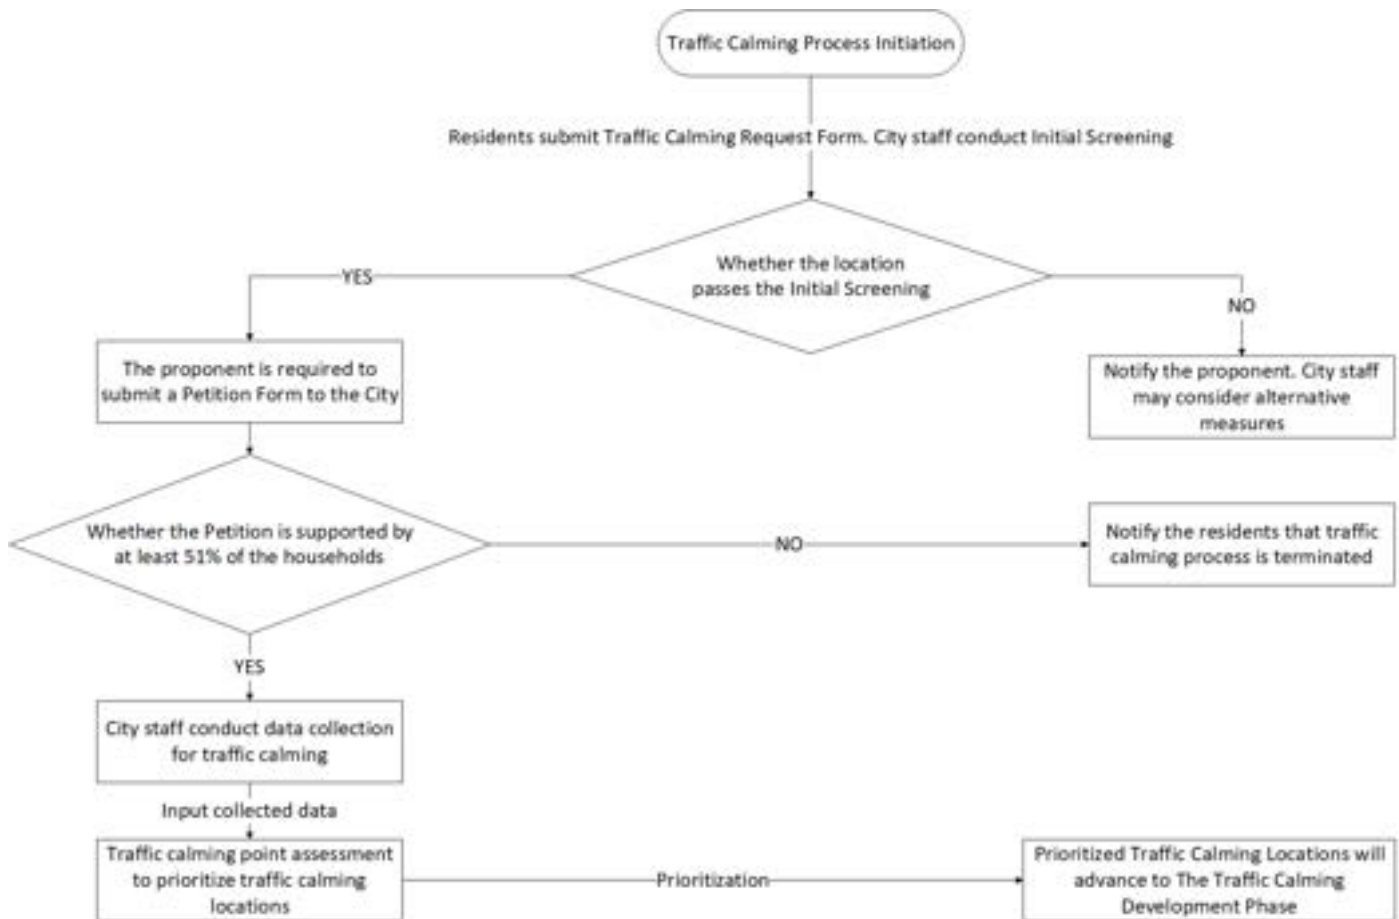 Traffic Calming Process Initiation
Residents submit Traffic Calming Request Form. City staff conduct Initial Screening
Whether the location
passes the Initial Screening
YES
NO
The proponent is required to
submit a Petition Form to the City
Notify the proponent. City staff
may consider alternative
measures
Whether the Petition is supported by
at least 51% of the households
NO
Notify the residents that traffic
calming process is terminated
YES
City staff conduct data collection
for traffic calming
Input collected data
Traffic calming point assessment
to prioritize traffic calming
locations
Prioritization
Prioritized Traffic Calming Locations will
advance to The Traffic Calming
Development Phase